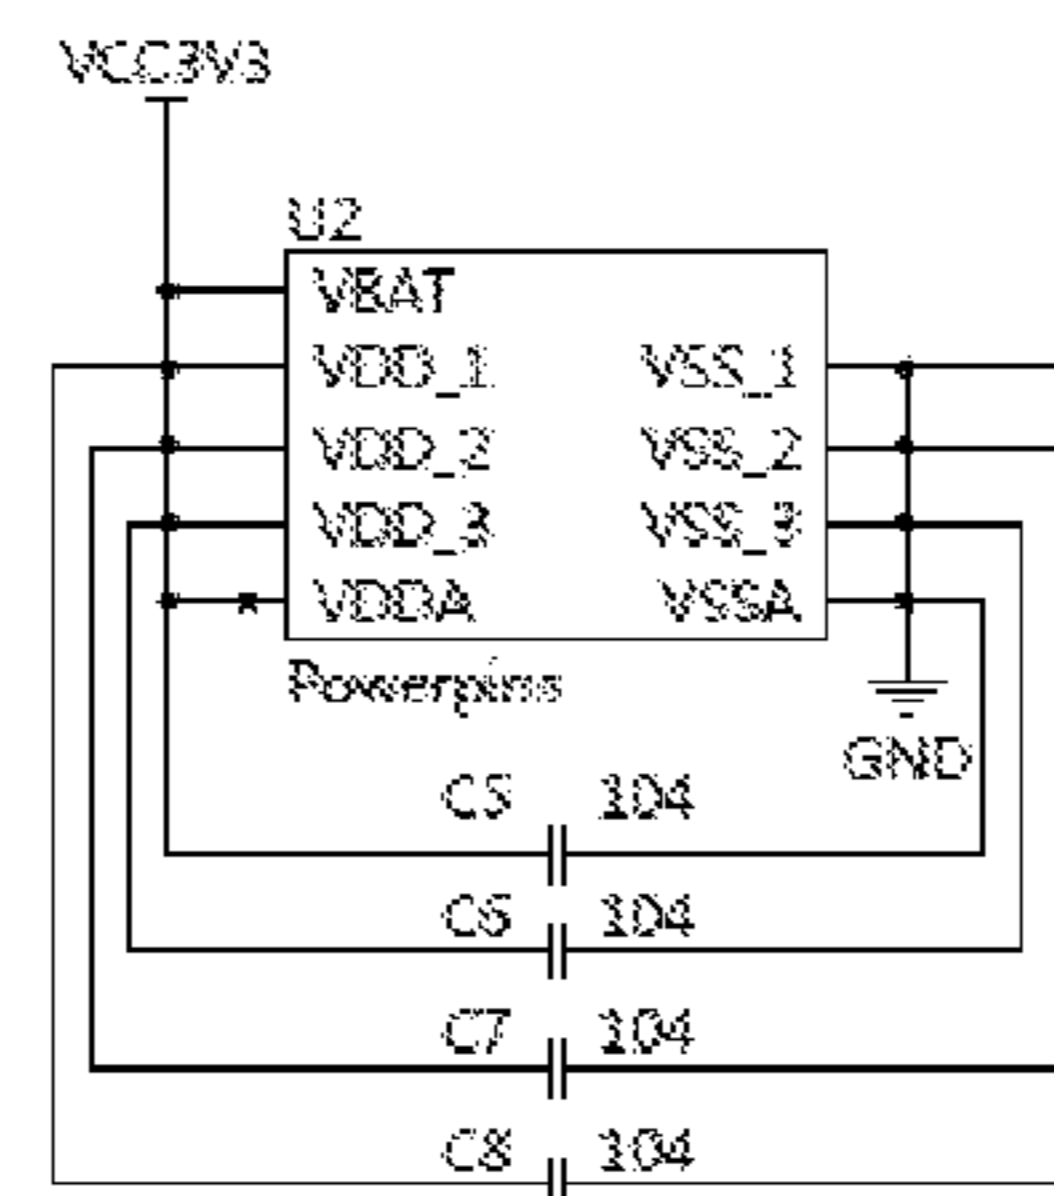 VCC3V3
U2
VBAT
VDD_1 VSS_1
VDD_2 VSS_2
VDD_3 VSS_3
VDDA VSSA
Powerpins
GND
C5 104
C6 104
C7 104
C8 104